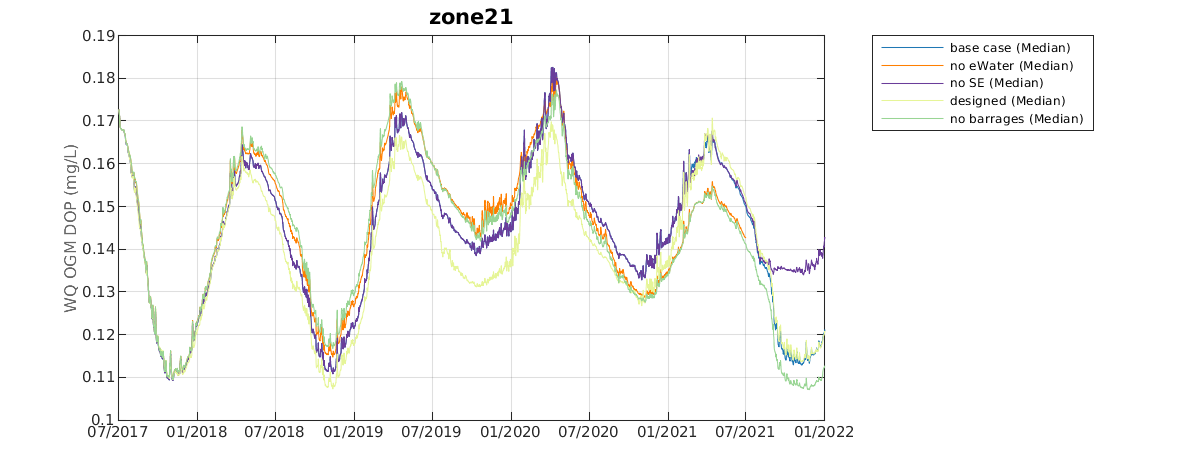 zone21
WQ OGM DOP (mg/L)
0.19
0.18
0.17
0.16
0.15
0.14
0.13
0.12
0.11
0.1
07/2017 01/2018 07/2018 01/2019 07/2019 01/2020 07/2020 01/2021 07/2021 01/2022
base case (Median)
no eWater (Median)
no SE (Median)
designed (Median)
no barrages (Median)